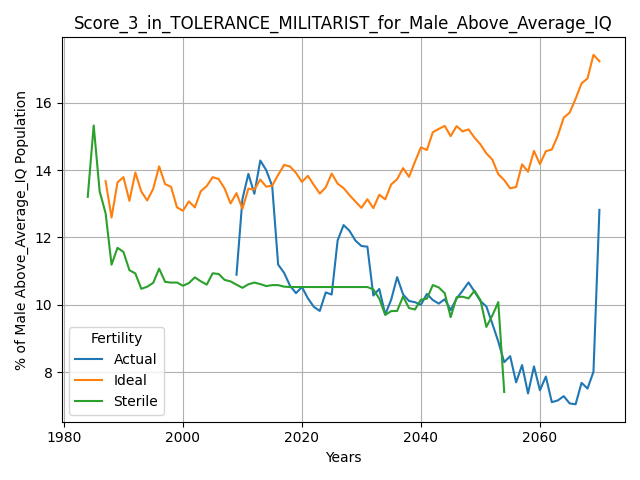 Score_3_in_TOLERANCE_MILITARIST_for_Male_Above_Average_IQ
% of Male Above_Average_IQ Population
16
14
12
10
8
Fertility
Actual
Ideal
Sterile
1980 2000 2020 2040 2060
Years